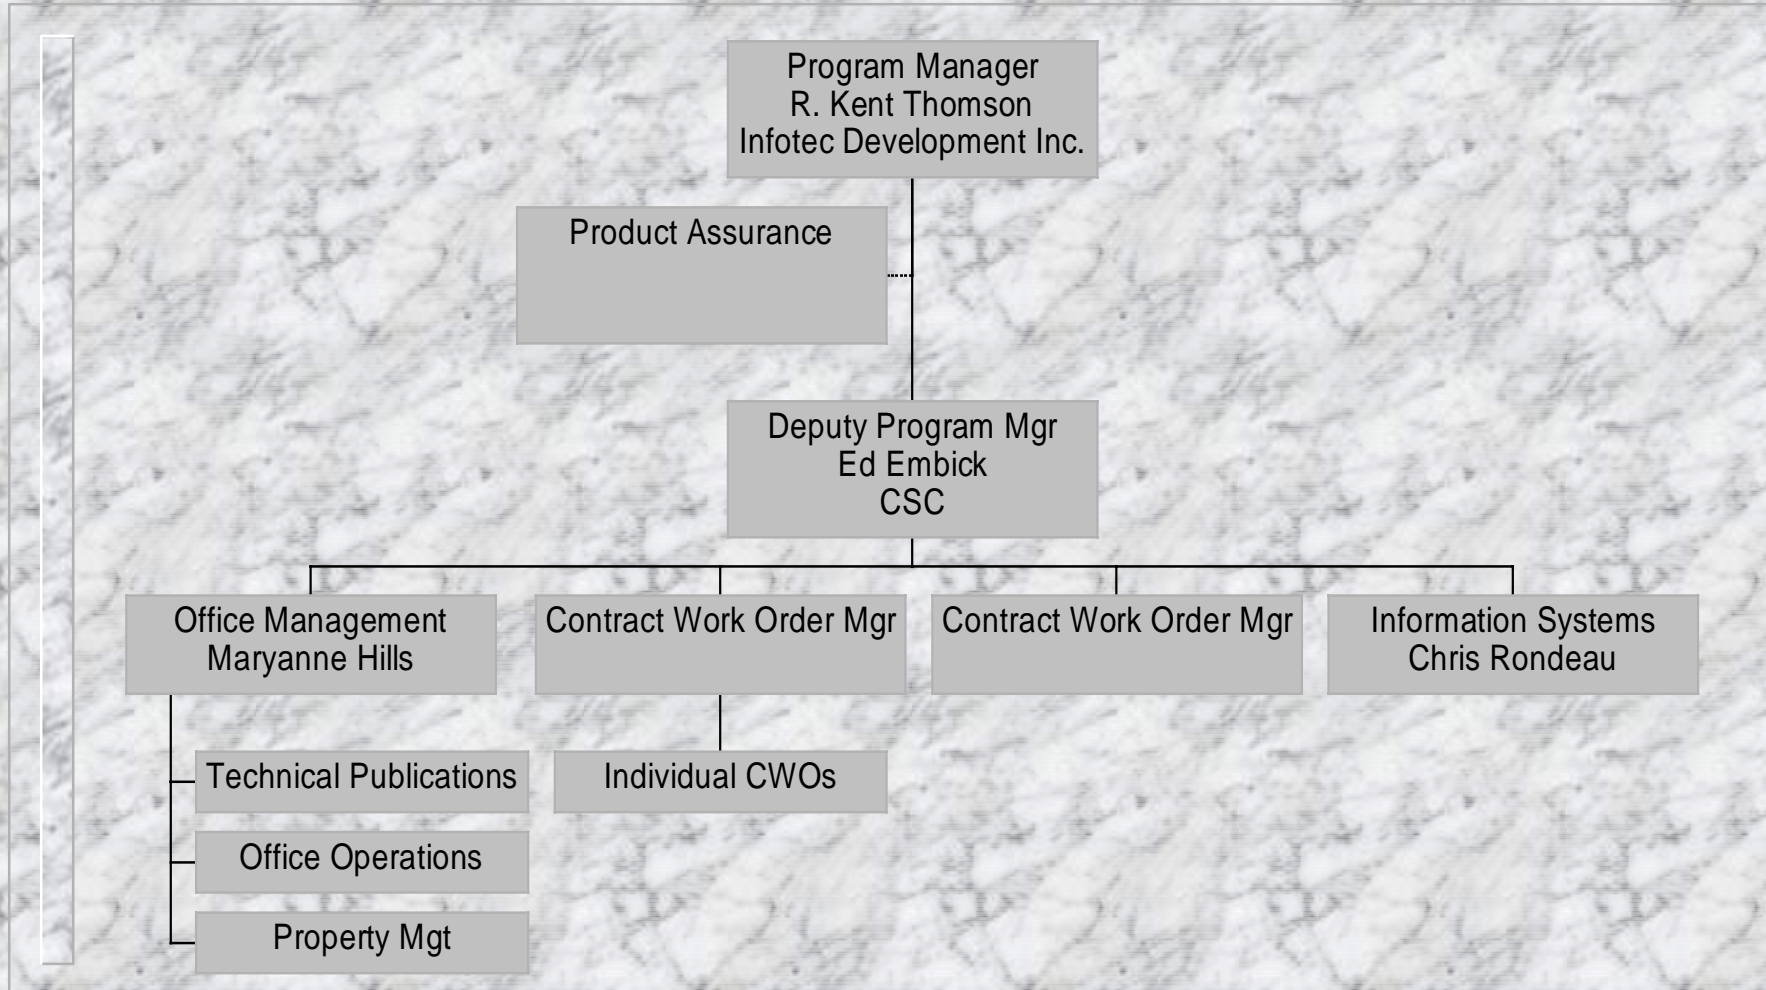 Program Manager
R. Kent Thomson
Infotec Development Inc.
Product Assurance
Deputy Program Mgr
Ed Embick
CSC
Office Management
Maryanne Hills
Contract Work Order Mgr
Contract Work Order Mgr
Information Systems
Chris Rondeau
Technical Publications
Individual CWOs
Office Operations
Property Mgt